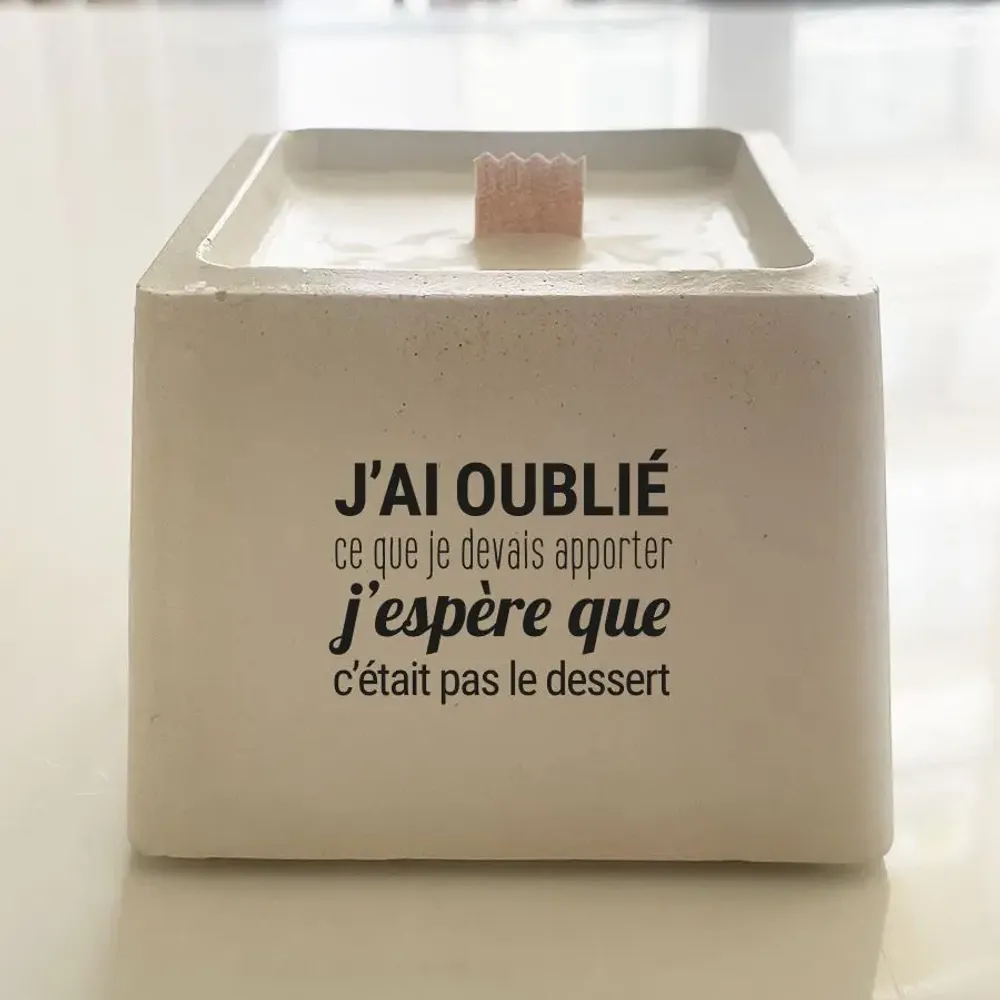 J'AI OUBLIÉ
ce que je devais apporter
j'espère que
c'était pas le dessert